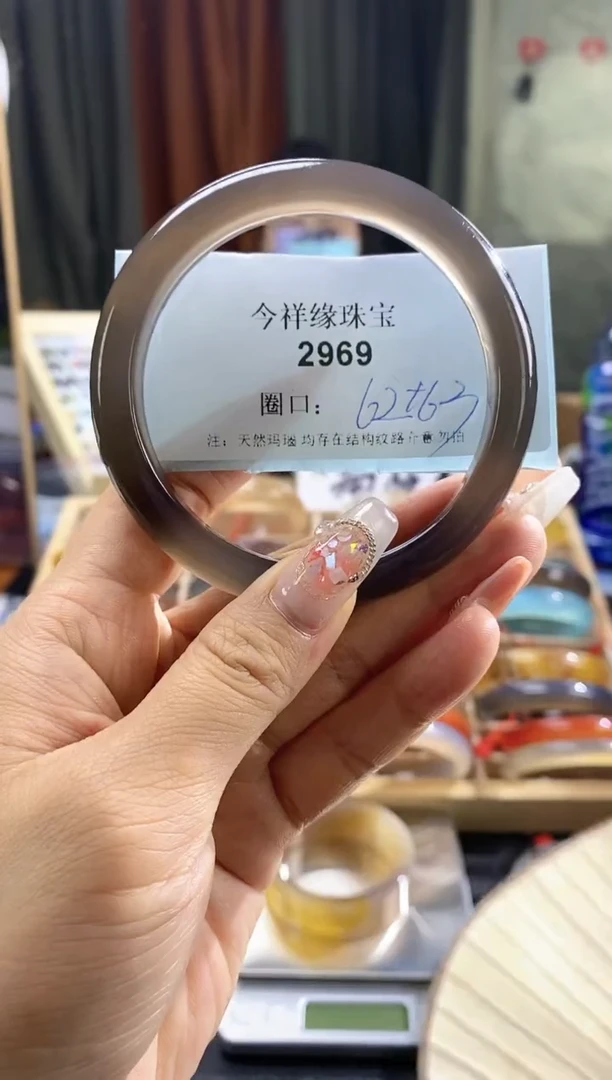 今祥缘珠宝
2969
圈口: 62±63
注: 天然玛瑙 均存在结构纹路 介意勿拍